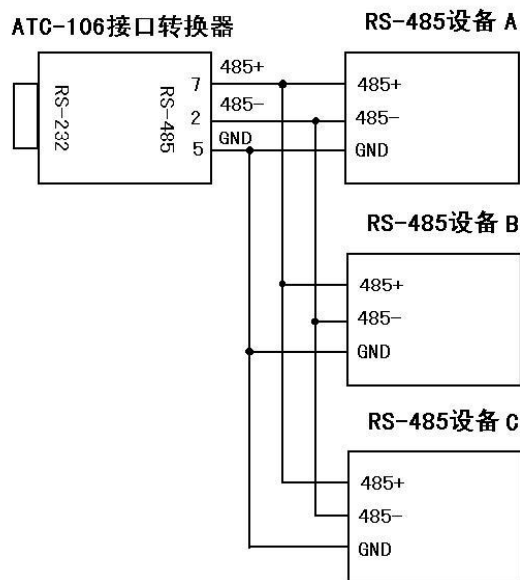 ATC-106接口转换器
RS-232
RS-485
7
2
5
485+
485-
GND
RS-485设备 A
485+
485-
GND
RS-485设备 B
485+
485-
GND
RS-485设备 C
485+
485-
GND